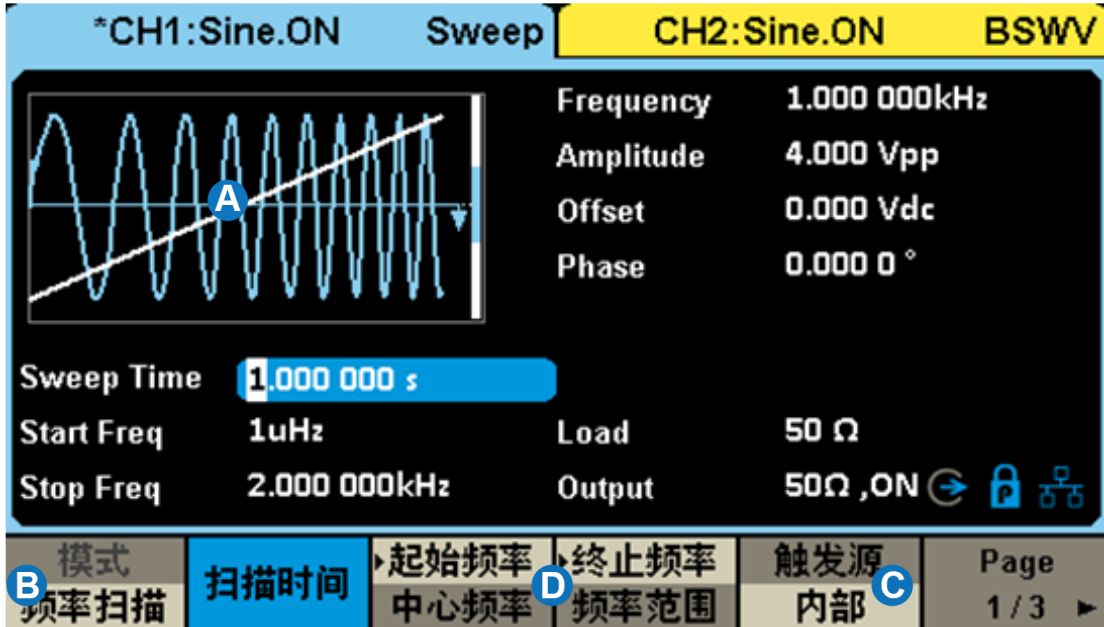 *CH1:Sine.ON Sweep CH2:Sine.ON BSWV
Frequency 1.000 000kHz
Amplitude 4.000 Vpp
A
Offset 0.000 Vdc
Phase 0.000 0 °
Sweep Time 1.000 000 s
Start Freq 1uHz Load 50 Ω
Stop Freq 2.000 000kHz Output 50Ω ,ON P
模式 扫描时间 起始频率 终止频率 触发源 Page
B D C
频率扫描 中心频率 频率范围 内部 1 / 3